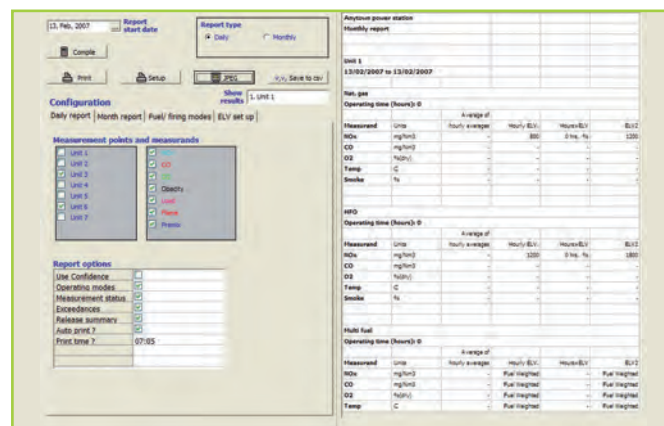 13, Feb, 2007
Report start date
Report type
Daily
Monthly
Compile
Print
Setup
JPEG
Save to csv
Configuration
Show results
1. Unit 1
Daily report
Month report
Fuel/ firing modes
ELV set up
Measurement points and measurands
Unit 1
Unit 2
Unit 3
Unit 4
Unit 5
Unit 6
Unit 7
CO
Opacity
Load
Flame
Report options
Use Confidence
Operating modes
Measurement status
Exceedances
Release summary
Auto print ?
Print time ? 07:05
Anytown power station
Monthly report
Unit 1
13/02/2007 to 13/02/2007
Nat. gas
Operating time (hours): 0
Average of
Measurand Units hourly averages Hourly ELV Hours>ELV ELV2
NOx mg/Nm3 - 0 hrs, -% 1200
CO mg/Nm3 - - - -
O2 %(dry) - - - -
Temp C - - - -
Smoke % - - - -
HFO
Operating time (hours): 0
Average of
Measurand Units hourly averages Hourly ELV Hours>ELV ELV2
NOx mg/Nm3 - 1200 0 hrs, -% 1800
CO mg/Nm3 - - - -
O2 %(dry) - - - -
Temp C - - - -
Smoke % - - - -
Multi fuel
Operating time (hours): 0
Average of
Measurand Units hourly averages Hourly ELV Hours>ELV ELV2
NOx mg/Nm3 - Fuel Weighted - Fuel Weighted
CO mg/Nm3 - Fuel Weighted - Fuel Weighted
O2 %(dry) - Fuel Weighted - Fuel Weighted
Temp C - Fuel Weighted - Fuel Weighted